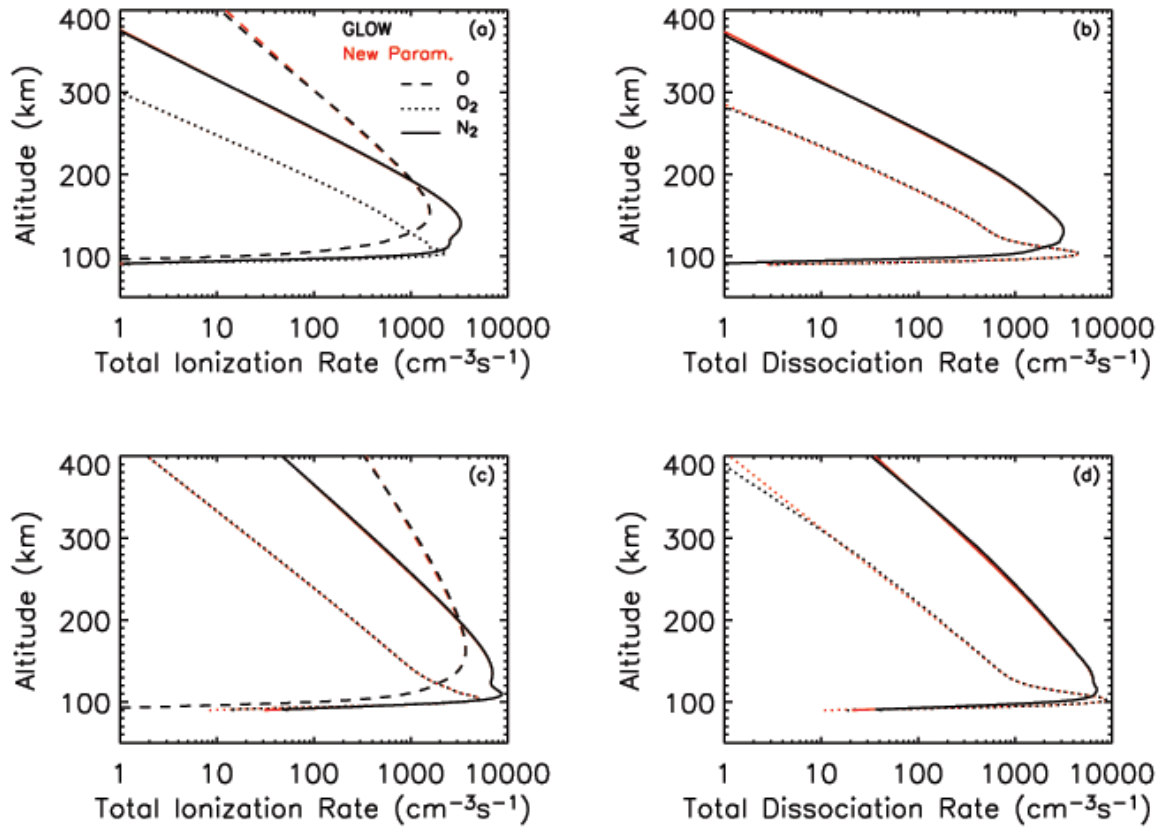 400
300
200
100
Altitude (km)
GLOW
New Param.
O
O₂
N₂
(a)
1 10 100 1000 10000
Total Ionization Rate (cm⁻³s⁻¹)
400
300
200
100
Altitude (km)
(b)
1 10 100 1000 10000
Total Dissociation Rate (cm⁻³s⁻¹)
400
300
200
100
Altitude (km)
(c)
1 10 100 1000 10000
Total Ionization Rate (cm⁻³s⁻¹)
400
300
200
100
Altitude (km)
(d)
1 10 100 1000 10000
Total Dissociation Rate (cm⁻³s⁻¹)